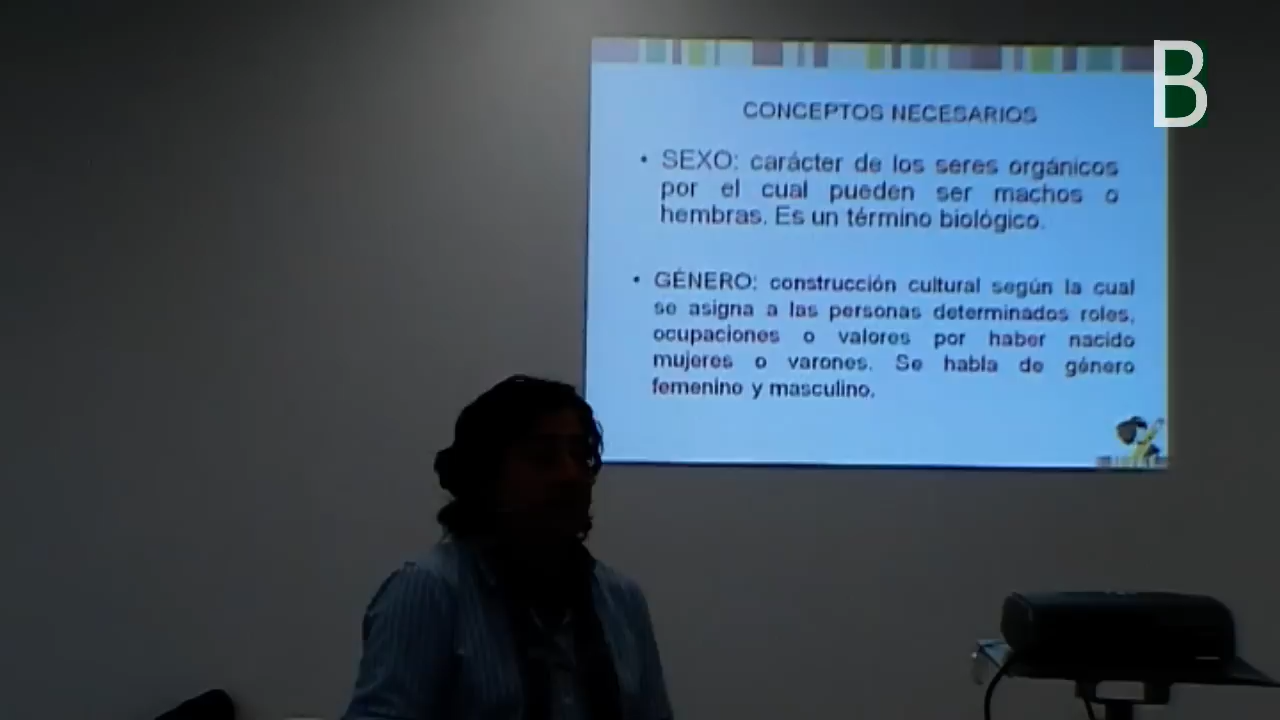 B
CONCEPTOS NECESARIOS
• SEXO: carácter de los seres orgánicos
por el cual pueden ser machos o
hembras. Es un término biológico.
• GÉNERO: construcción cultural según la cual
se asigna a las personas determinados roles,
ocupaciones o valores por haber nacido
mujeres o varones. Se habla de género
femenino y masculino.